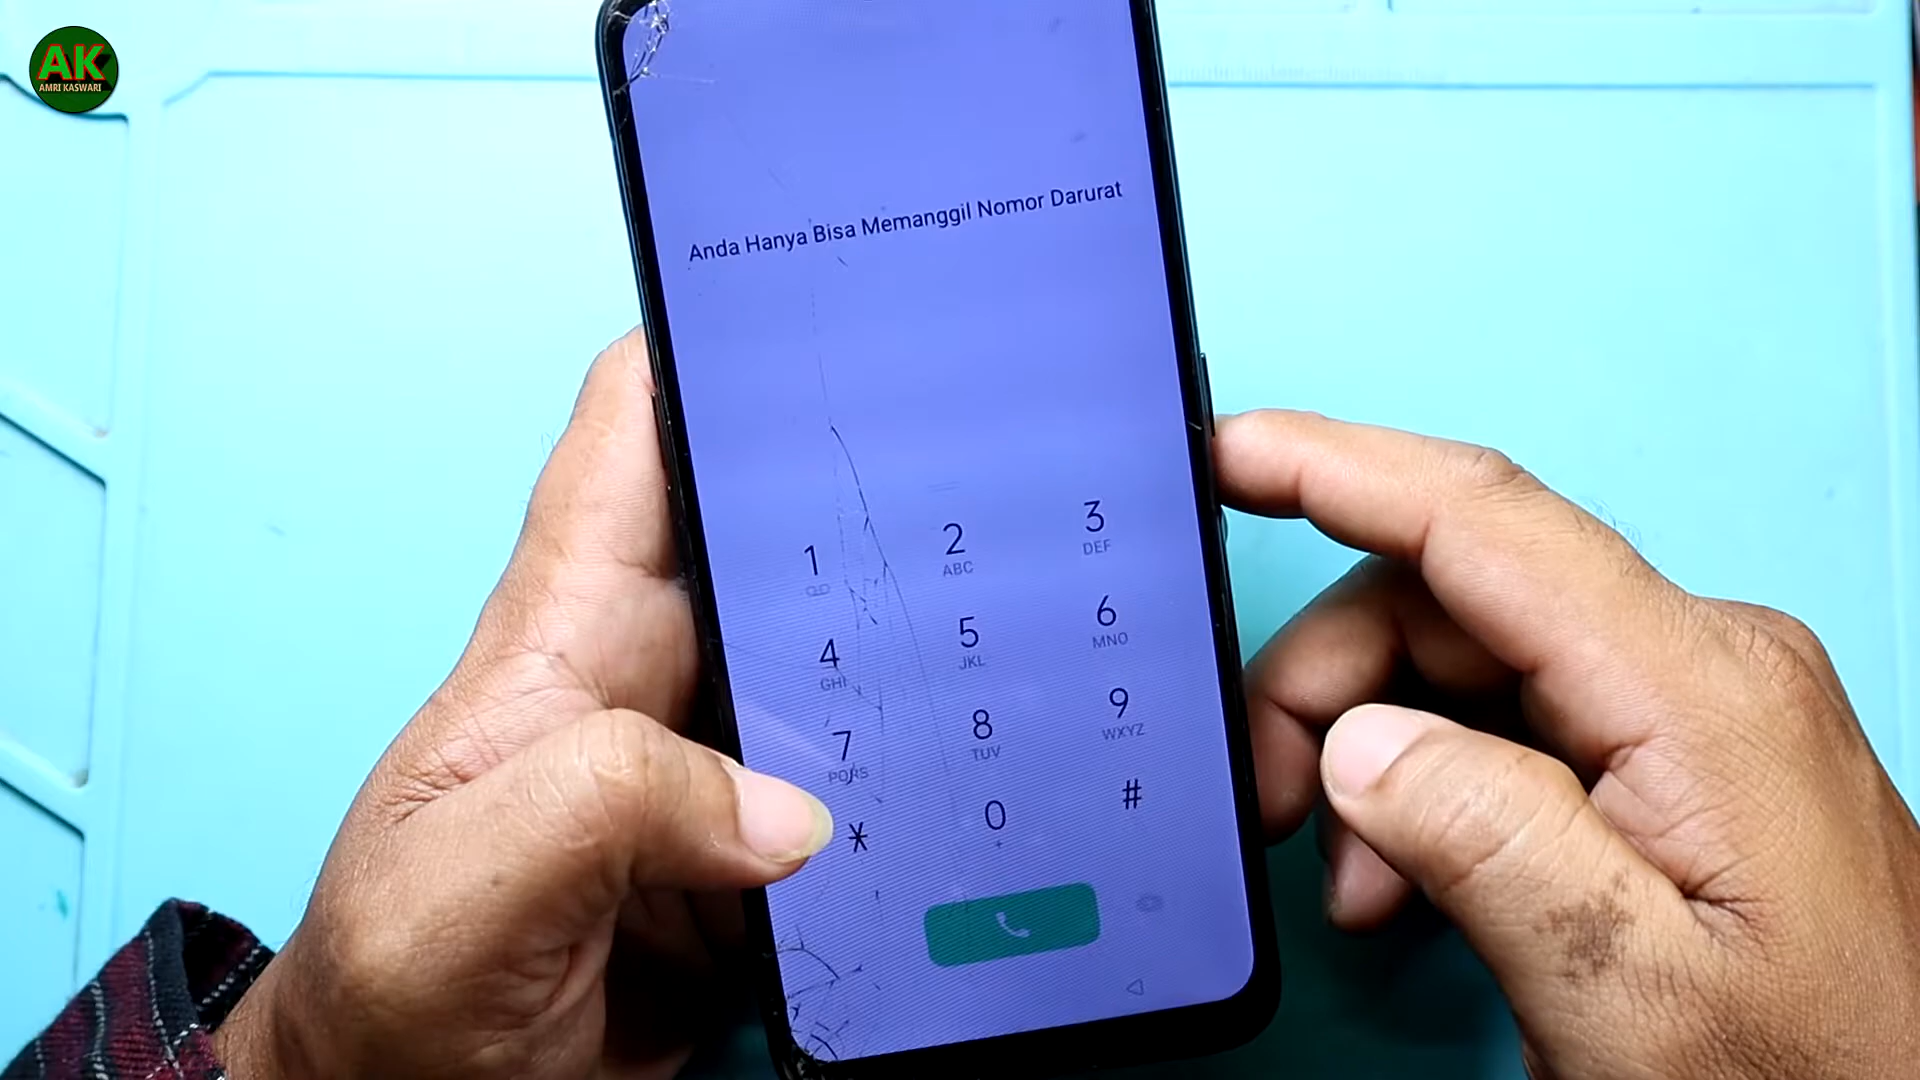 AK
AMRI KASWARI
Anda Hanya Bisa Memanggil Nomor Darurat
1
2
ABC
3
DEF
4
GHI
5
JKL
6
MNO
7
PQRS
8
TUV
9
WXYZ
*
0
+
#